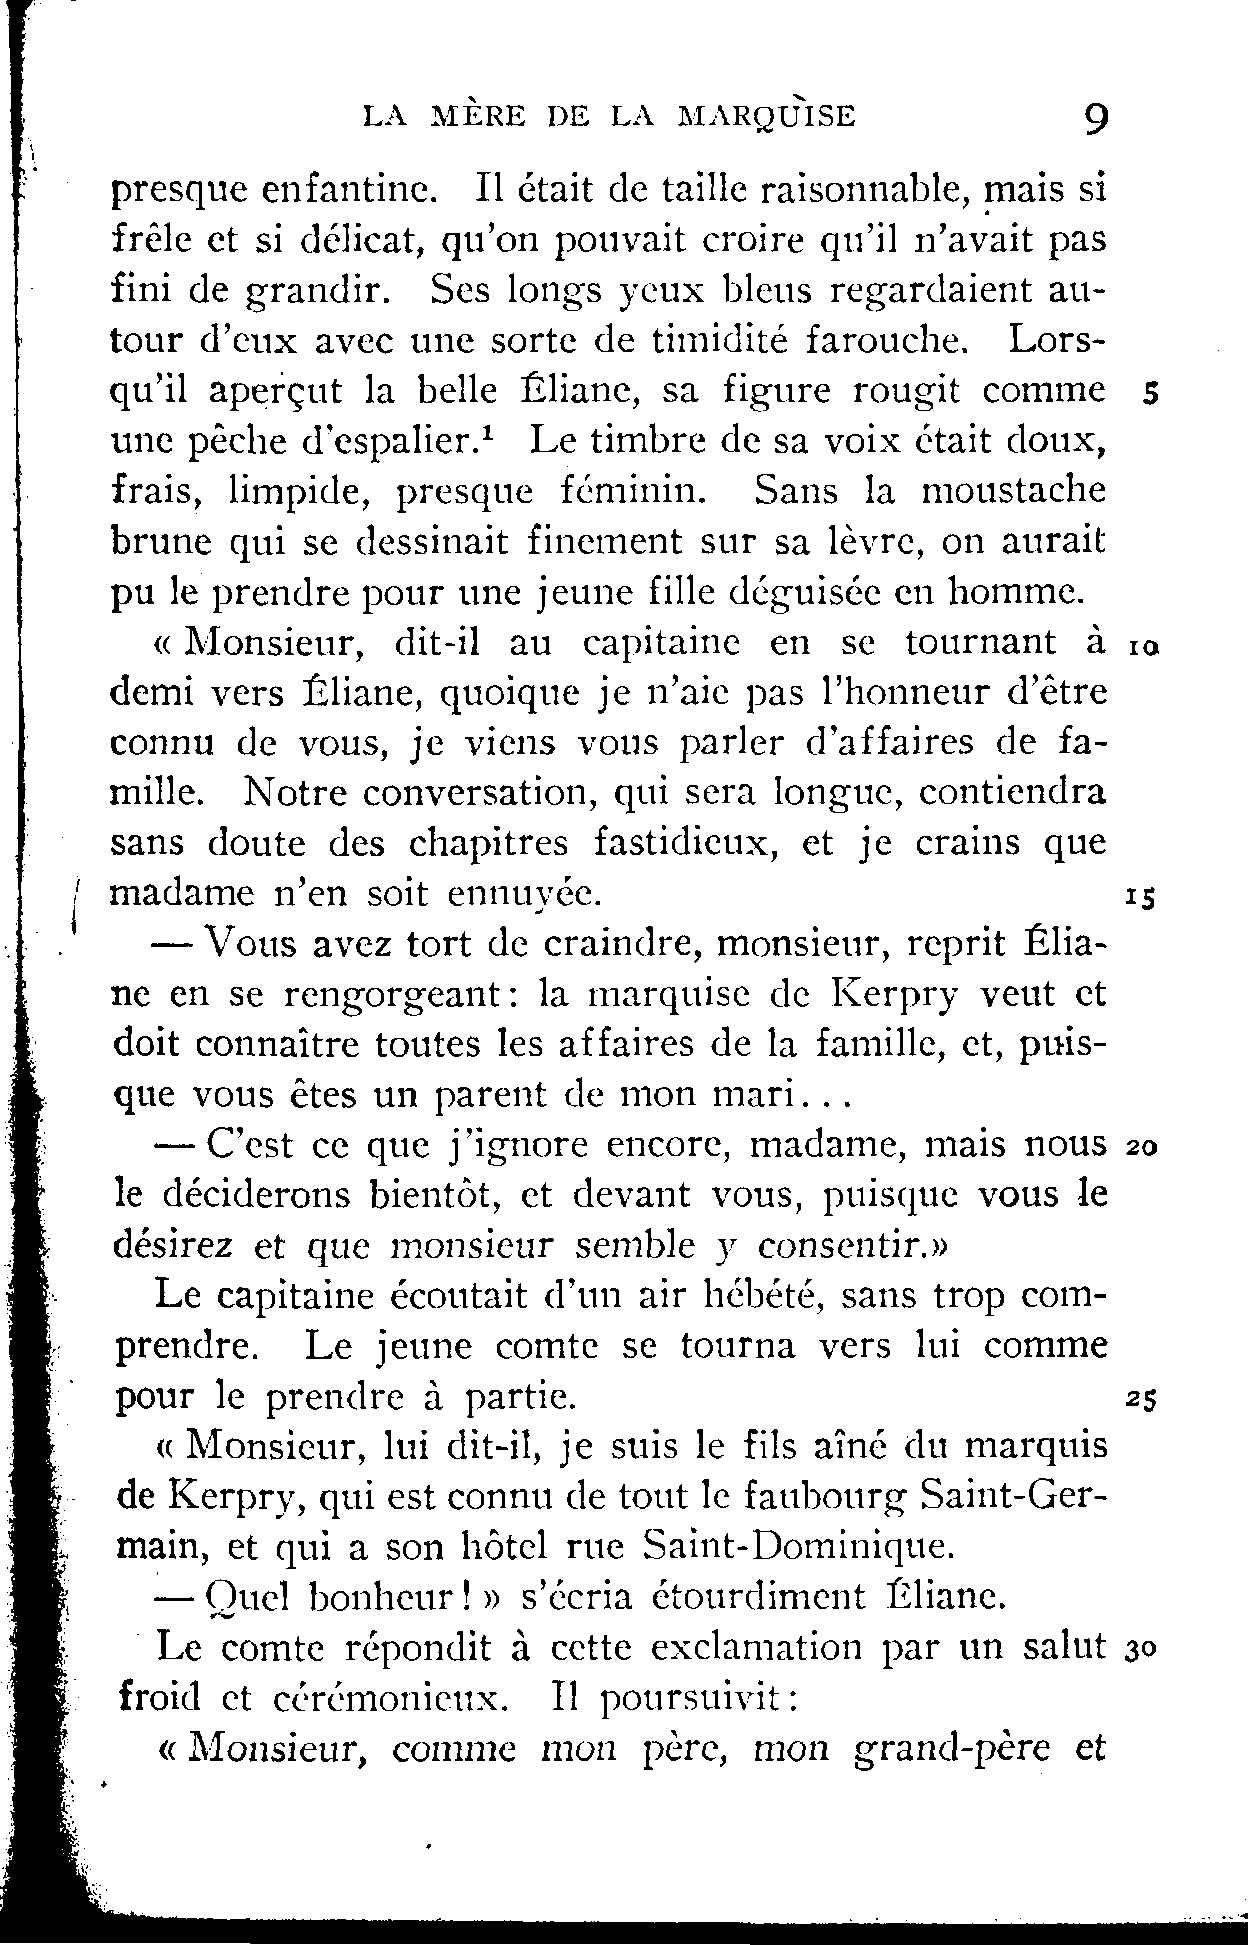 LA MÈRE DE LA MARQUISE 9
presque enfantine. Il était de taille raisonnable, mais si
frêle et si délicat, qu'on pouvait croire qu'il n'avait pas
fini de grandir. Ses longs yeux bleus regardaient au-
tour d'eux avec une sorte de timidité farouche. Lors-
qu'il aperçut la belle Éliane, sa figure rougit comme 5
une pêche d'espalier.¹ Le timbre de sa voix était doux,
frais, limpide, presque féminin. Sans la moustache
brune qui se dessinait finement sur sa lèvre, on aurait
pu le prendre pour une jeune fille déguisée en homme.
« Monsieur, dit-il au capitaine en se tournant à 10
demi vers Éliane, quoique je n'aie pas l'honneur d'être
connu de vous, je viens vous parler d'affaires de fa-
mille. Notre conversation, qui sera longue, contiendra
sans doute des chapitres fastidieux, et je crains que
madame n'en soit ennuyée. 15
— Vous avez tort de craindre, monsieur, reprit Élia-
ne en se rengorgeant: la marquise de Kerpry veut et
doit connaître toutes les affaires de la famille, et, puis-
que vous êtes un parent de mon mari...
— C'est ce que j'ignore encore, madame, mais nous 20
le déciderons bientôt, et devant vous, puisque vous le
désirez et que monsieur semble y consentir.»
Le capitaine écoutait d'un air hébété, sans trop com-
prendre. Le jeune comte se tourna vers lui comme
pour le prendre à partie. 25
« Monsieur, lui dit-il, je suis le fils aîné du marquis
de Kerpry, qui est connu de tout le faubourg Saint-Ger-
main, et qui a son hôtel rue Saint-Dominique.
— Quel bonheur! » s'écria étourdiment Éliane.
Le comte répondit à cette exclamation par un salut 30
froid et cérémonieux. Il poursuivit:
« Monsieur, comme mon père, mon grand-père et